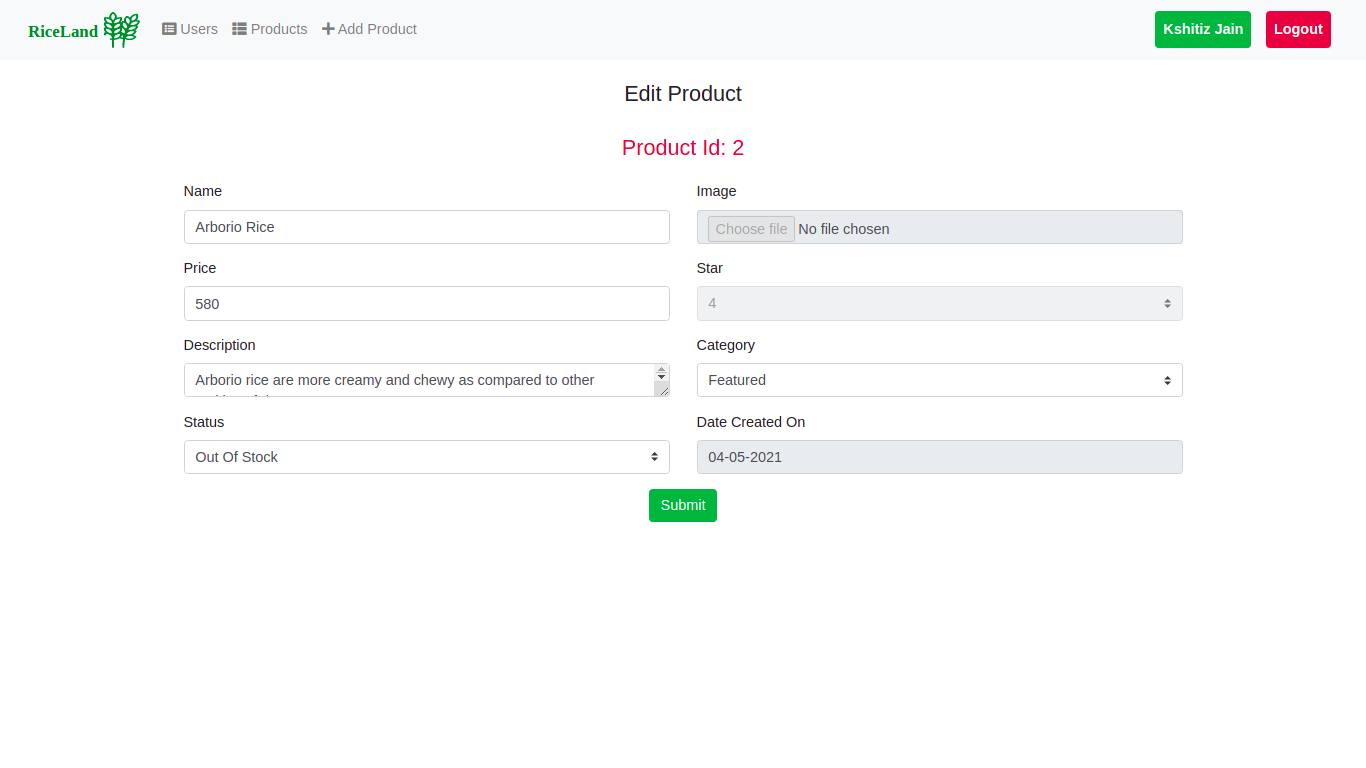 RiceLand Users Products Add Product Kshitiz Jain Logout
Edit Product
Product Id: 2
Name Image
Arborio Rice Choose file No file chosen
Price Star
580 4
Description Category
Arborio rice are more creamy and chewy as compared to other Featured
Status Date Created On
Out Of Stock 04-05-2021
Submit